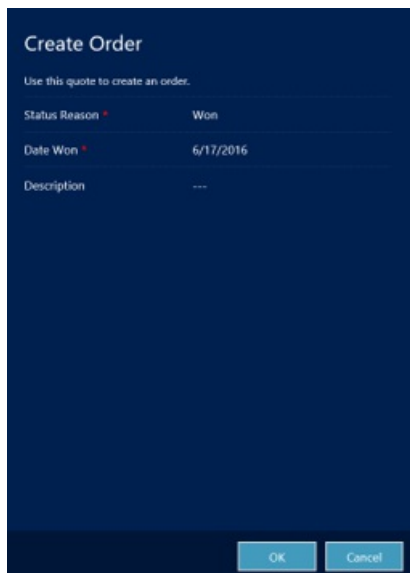 Create Order
Use this quote to create an order.
Status Reason * Won
Date Won * 6/17/2016
Description ---
OK Cancel